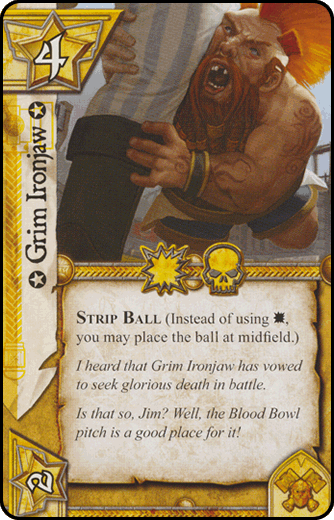 4
✪ Grim Ironjaw ✪
STRIP BALL (Instead of using ✸,
you may place the ball at midfield.)
I heard that Grim Ironjaw has vowed
to seek glorious death in battle.
Is that so, Jim? Well, the Blood Bowl
pitch is a good place for it!
2